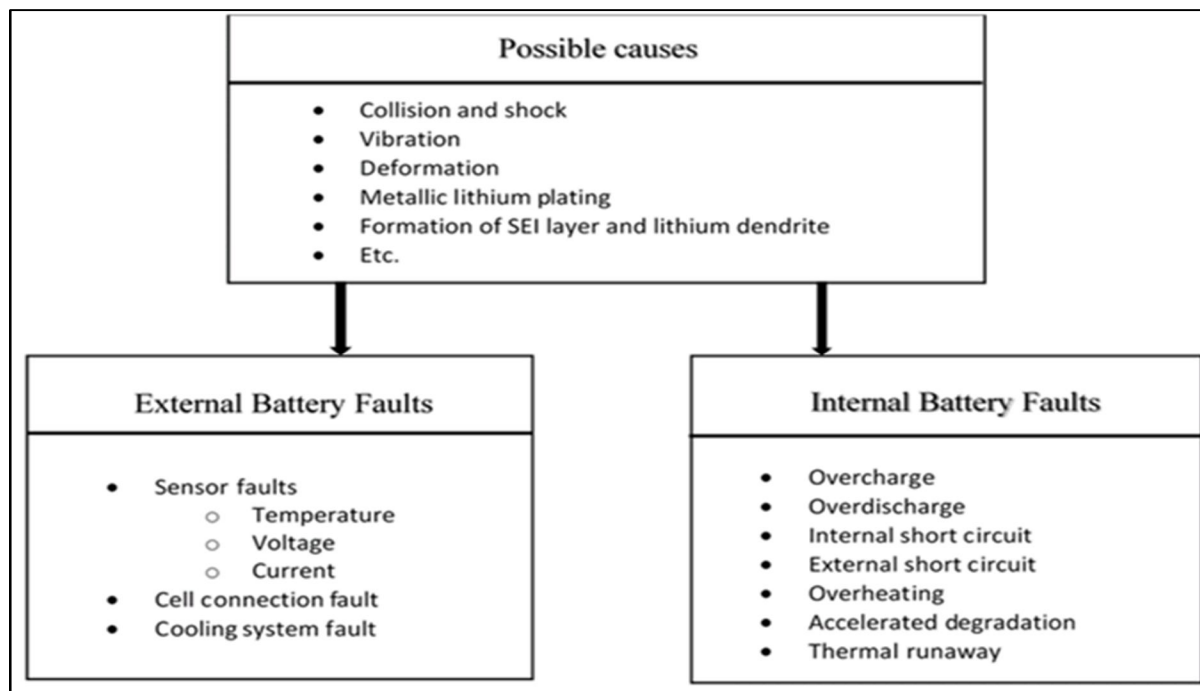 Possible causes
• Collision and shock
• Vibration
• Deformation
• Metallic lithium plating
• Formation of SEI layer and lithium dendrite
• Etc.
External Battery Faults
• Sensor faults
○ Temperature
○ Voltage
○ Current
• Cell connection fault
• Cooling system fault
Internal Battery Faults
• Overcharge
• Overdischarge
• Internal short circuit
• External short circuit
• Overheating
• Accelerated degradation
• Thermal runaway